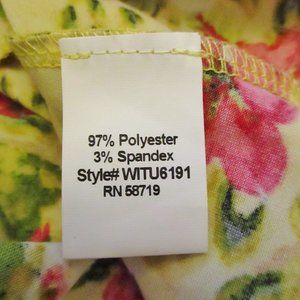 97% Polyester
3% Spandex
Style# WITU6191
RN 58719